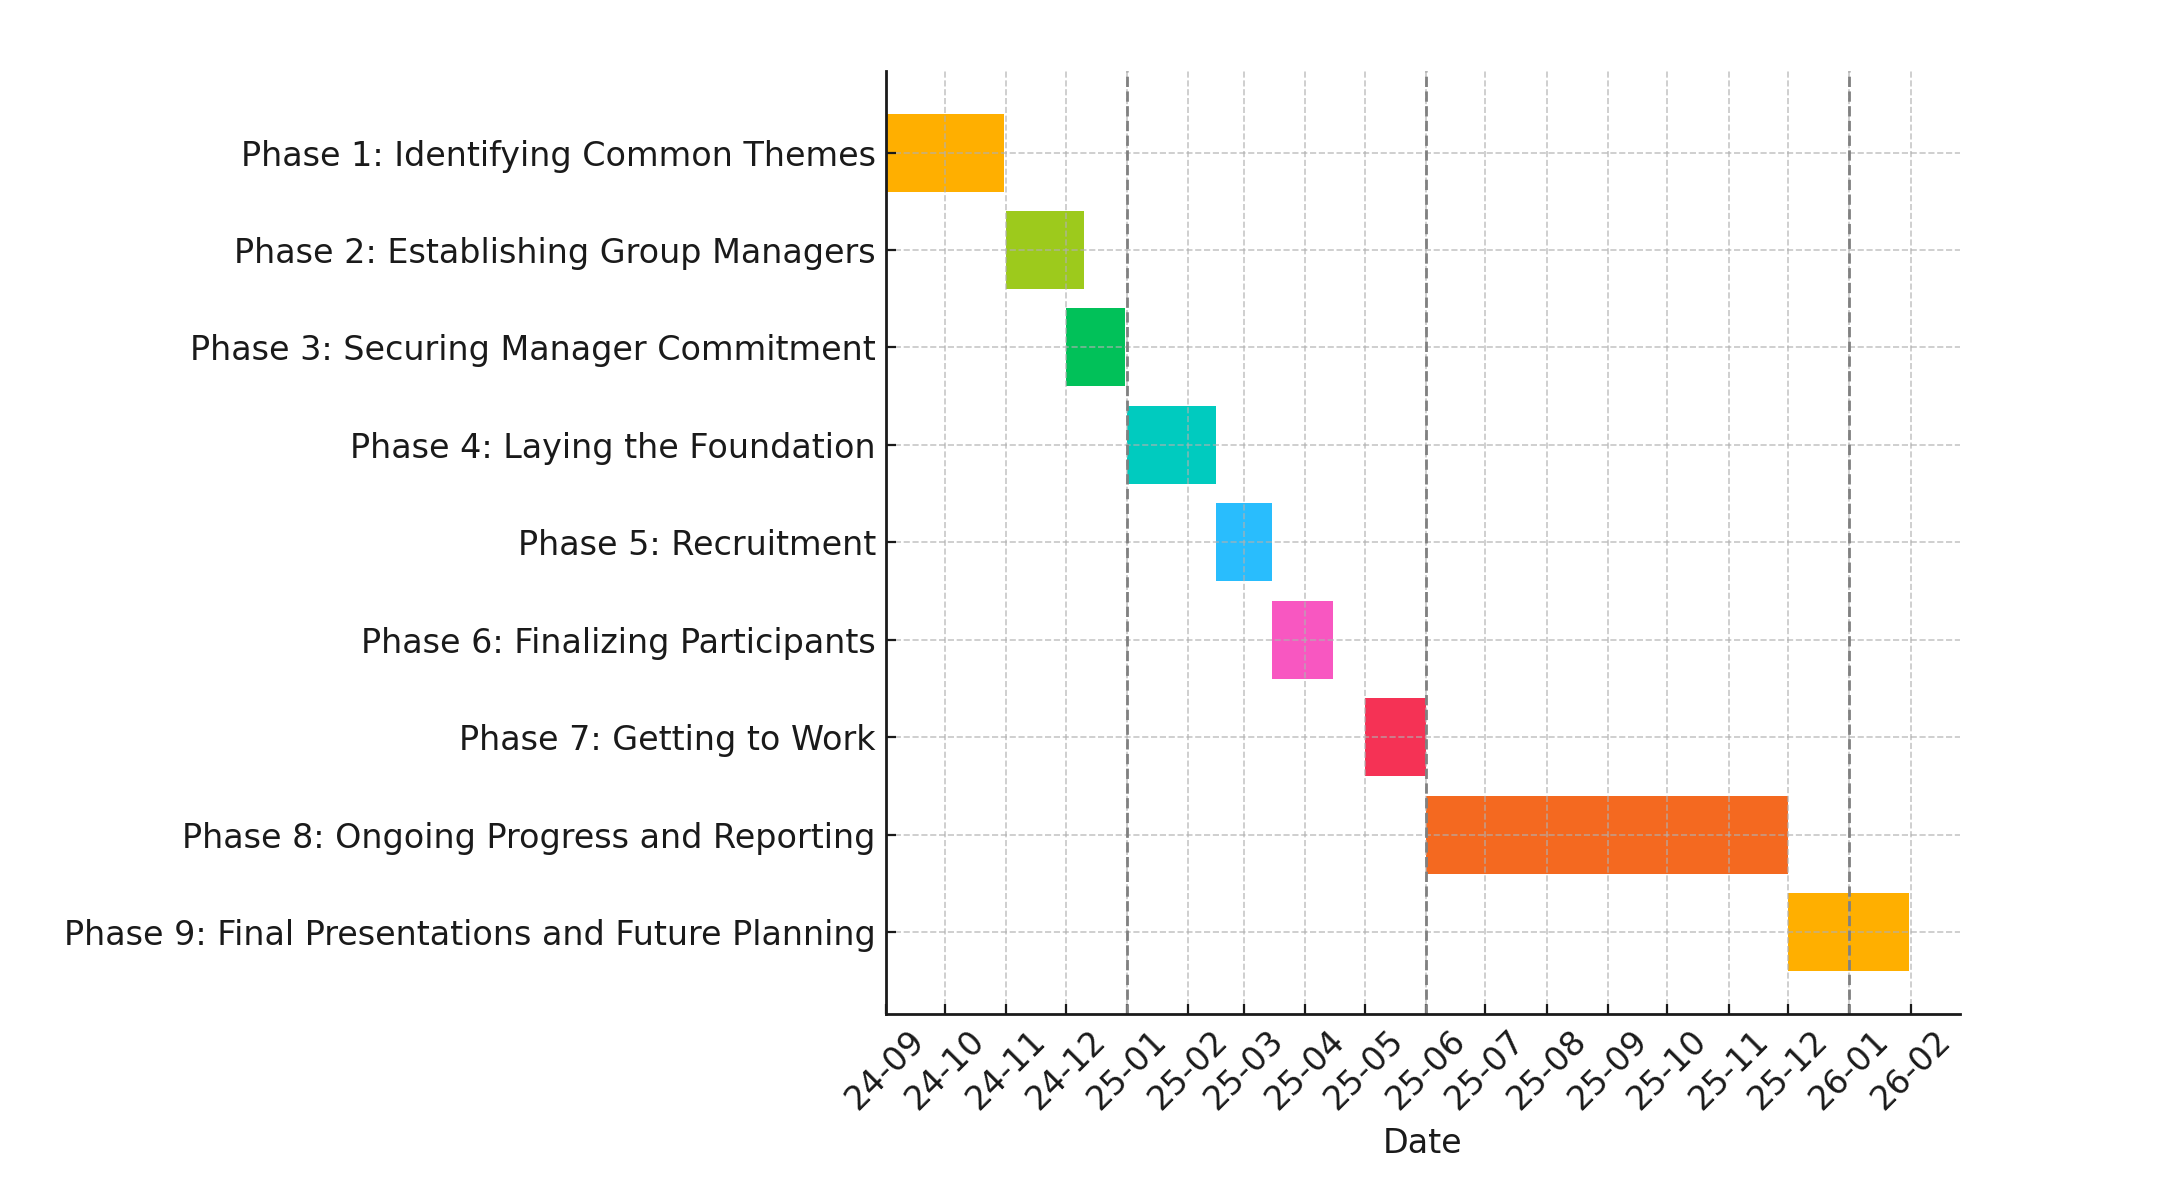 Phase 1: Identifying Common Themes
Phase 2: Establishing Group Managers
Phase 3: Securing Manager Commitment
Phase 4: Laying the Foundation
Phase 5: Recruitment
Phase 6: Finalizing Participants
Phase 7: Getting to Work
Phase 8: Ongoing Progress and Reporting
Phase 9: Final Presentations and Future Planning
24-09 24-10 24-11 24-12 25-01 25-02 25-03 25-04 25-05 25-06 25-07 25-08 25-09 25-10 25-11 25-12 26-01 26-02
Date